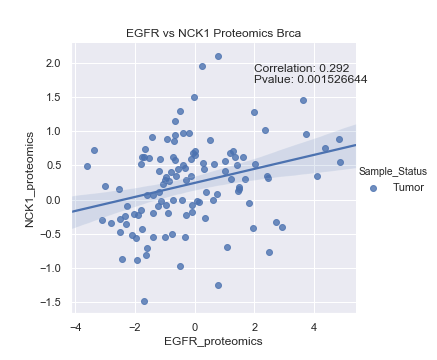 EGFR vs NCK1 Proteomics Brca
Correlation: 0.292
Pvalue: 0.001526644
2.0
1.5
1.0
0.5
0.0
−0.5
−1.0
−1.5
NCK1_proteomics
Sample_Status
Tumor
−4 −2 0 2 4
EGFR_proteomics